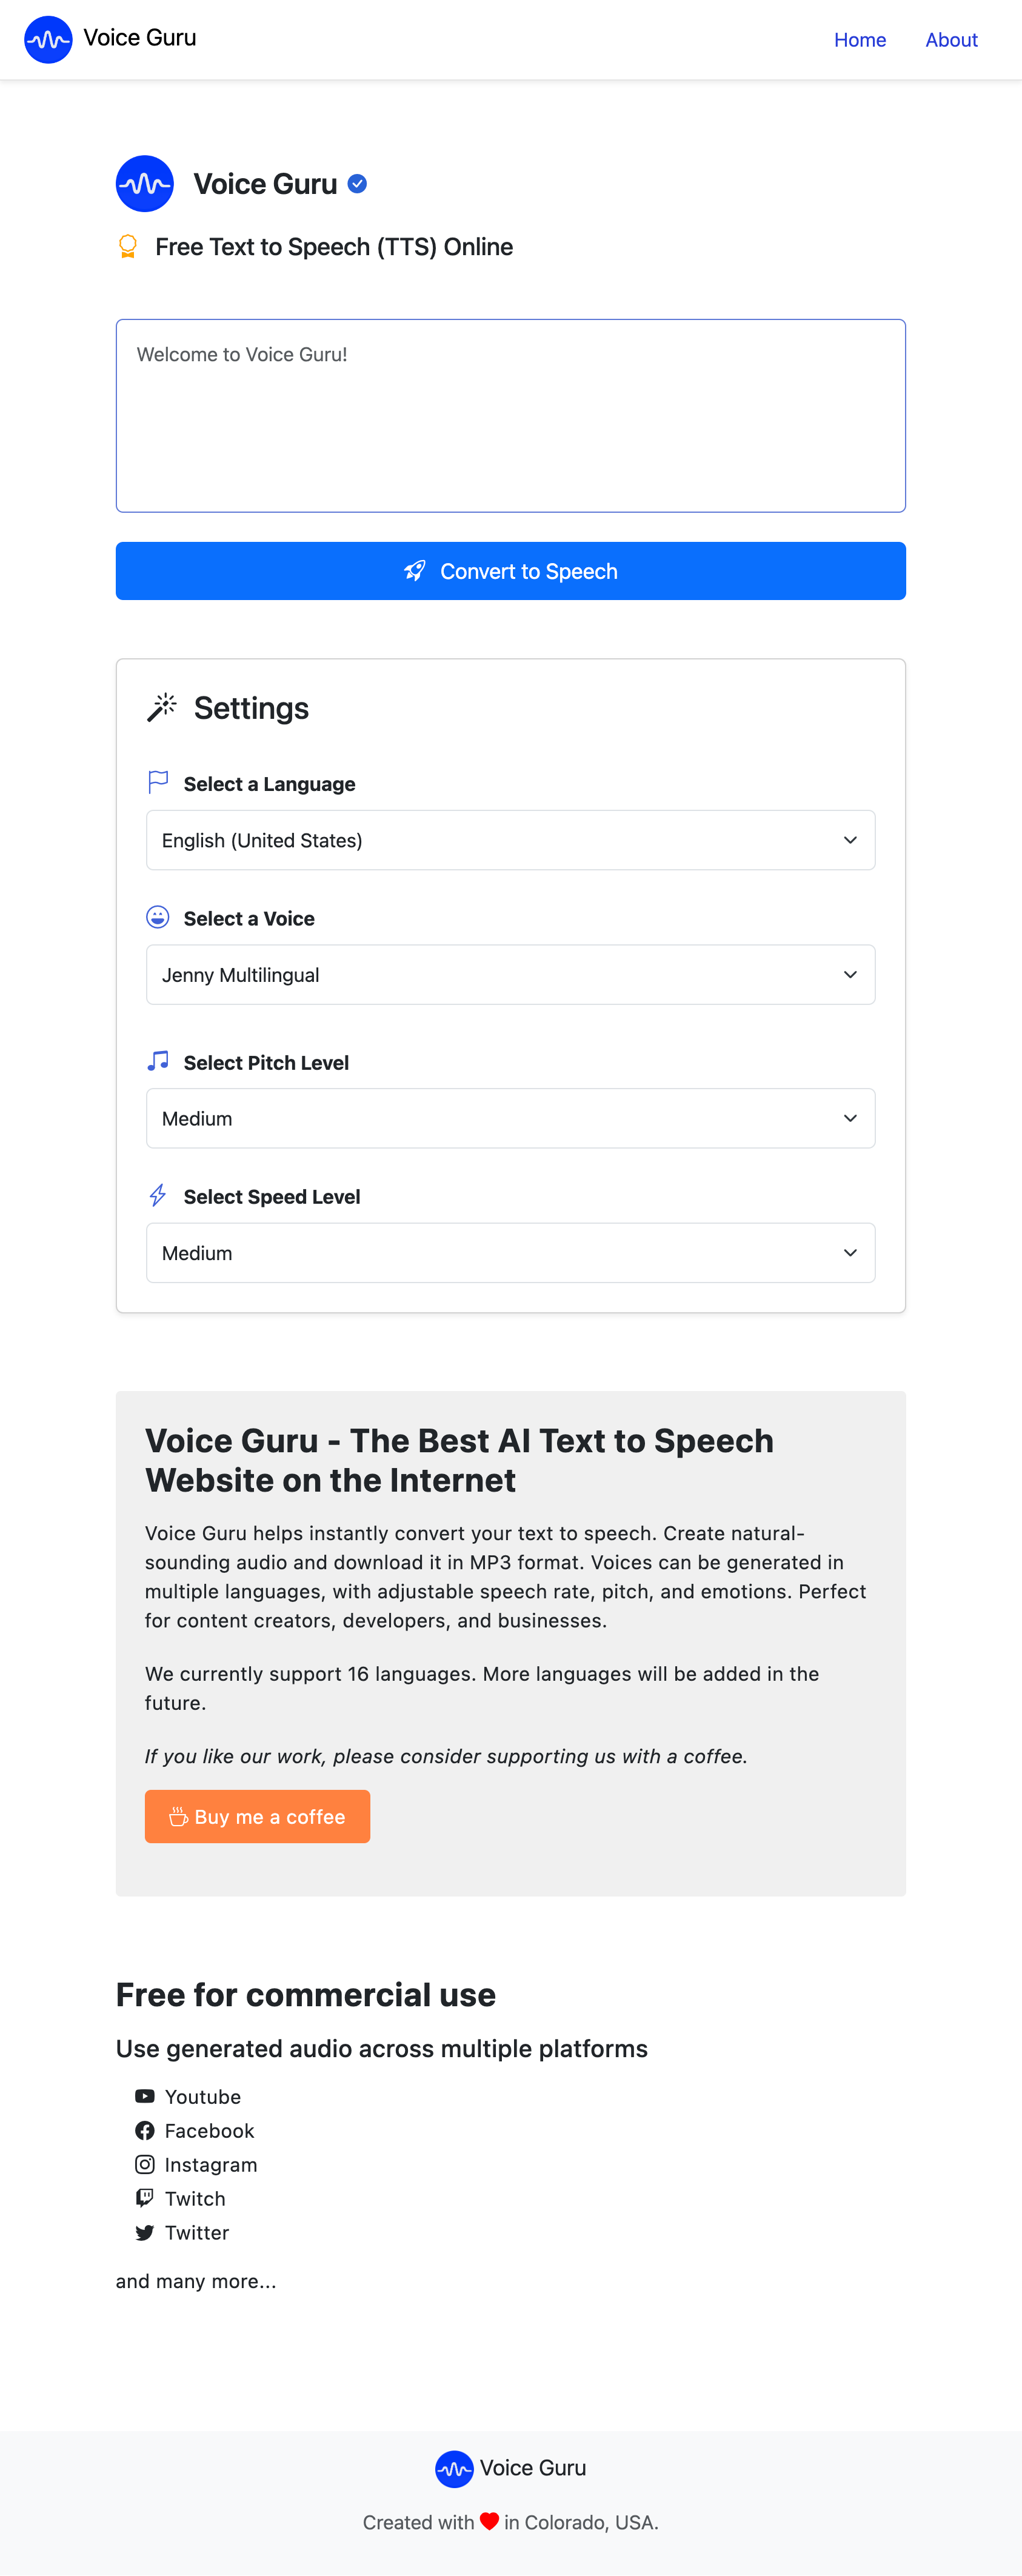 Voice Guru
Home
About
Voice Guru
Free Text to Speech (TTS) Online
Welcome to Voice Guru!
Convert to Speech
Settings
Select a Language
English (United States)
Select a Voice
Jenny Multilingual
Select Pitch Level
Medium
Select Speed Level
Medium
Voice Guru - The Best AI Text to Speech
Website on the Internet
Voice Guru helps instantly convert your text to speech. Create natural-
sounding audio and download it in MP3 format. Voices can be generated in
multiple languages, with adjustable speech rate, pitch, and emotions. Perfect
for content creators, developers, and businesses.
We currently support 16 languages. More languages will be added in the
future.
If you like our work, please consider supporting us with a coffee.
Buy me a coffee
Free for commercial use
Use generated audio across multiple platforms
Youtube
Facebook
Instagram
Twitch
Twitter
and many more...
Voice Guru
Created with ❤ in Colorado, USA.